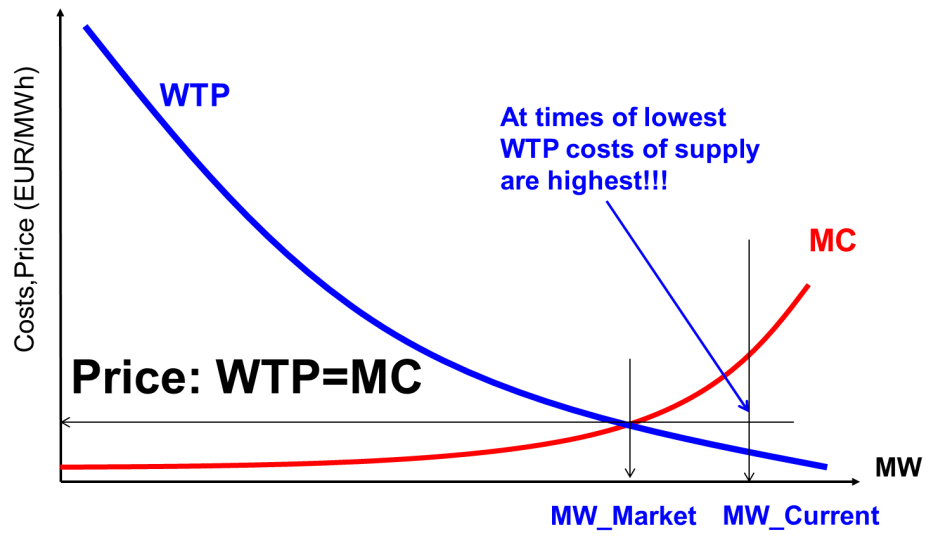 Costs,Price (EUR/MWh)
WTP
At times of lowest
WTP costs of supply
are highest!!!
MC
Price: WTP=MC
MW
MW_Market
MW_Current